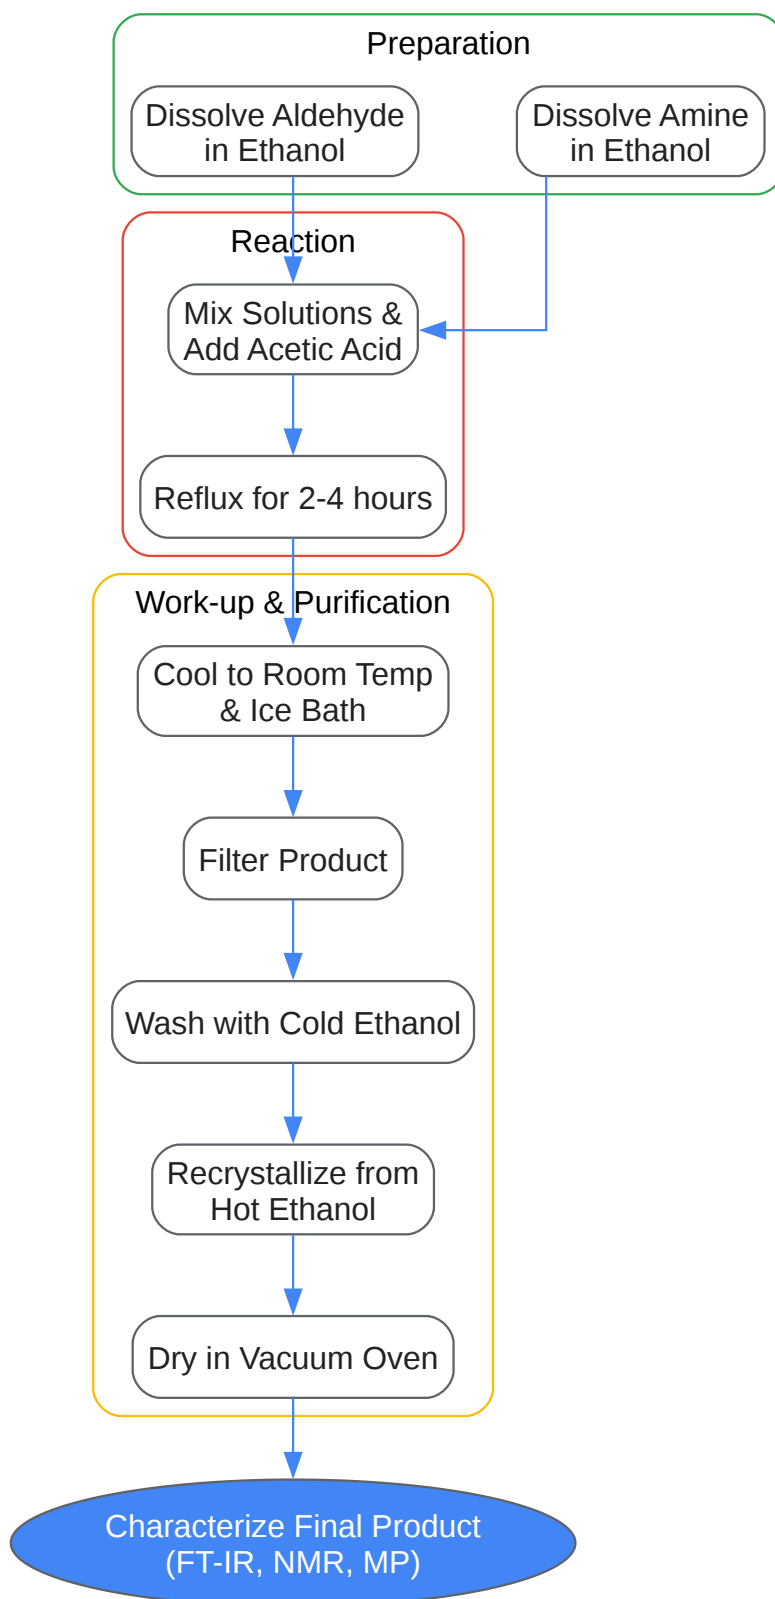 Preparation
Dissolve Aldehyde
in Ethanol
Dissolve Amine
in Ethanol
Reaction
Mix Solutions &
Add Acetic Acid
Reflux for 2-4 hours
Work-up & Purification
Cool to Room Temp
& Ice Bath
Filter Product
Wash with Cold Ethanol
Recrystallize from
Hot Ethanol
Dry in Vacuum Oven
Characterize Final Product
(FT-IR, NMR, MP)